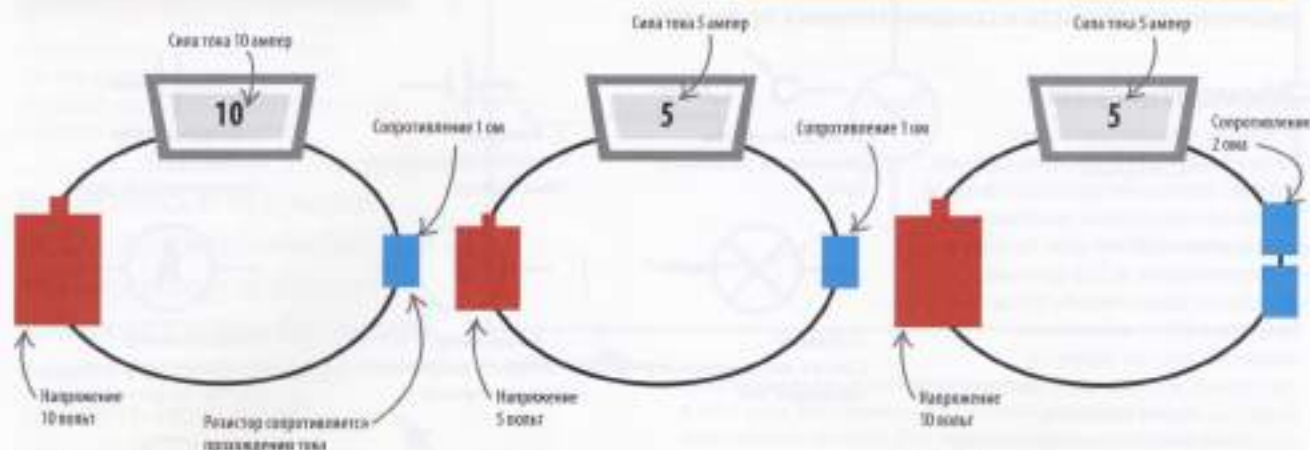 Сила тока 10 ампер
10
Сопротивление 1 ом
Напряжение
10 вольт
Резистор сопротивляется
прохождению тока
Сила тока 5 ампер
5
Сопротивление 1 ом
Напряжение
5 вольт
Сила тока 5 ампер
5
Сопротивление
2 ома
Напряжение
10 вольт